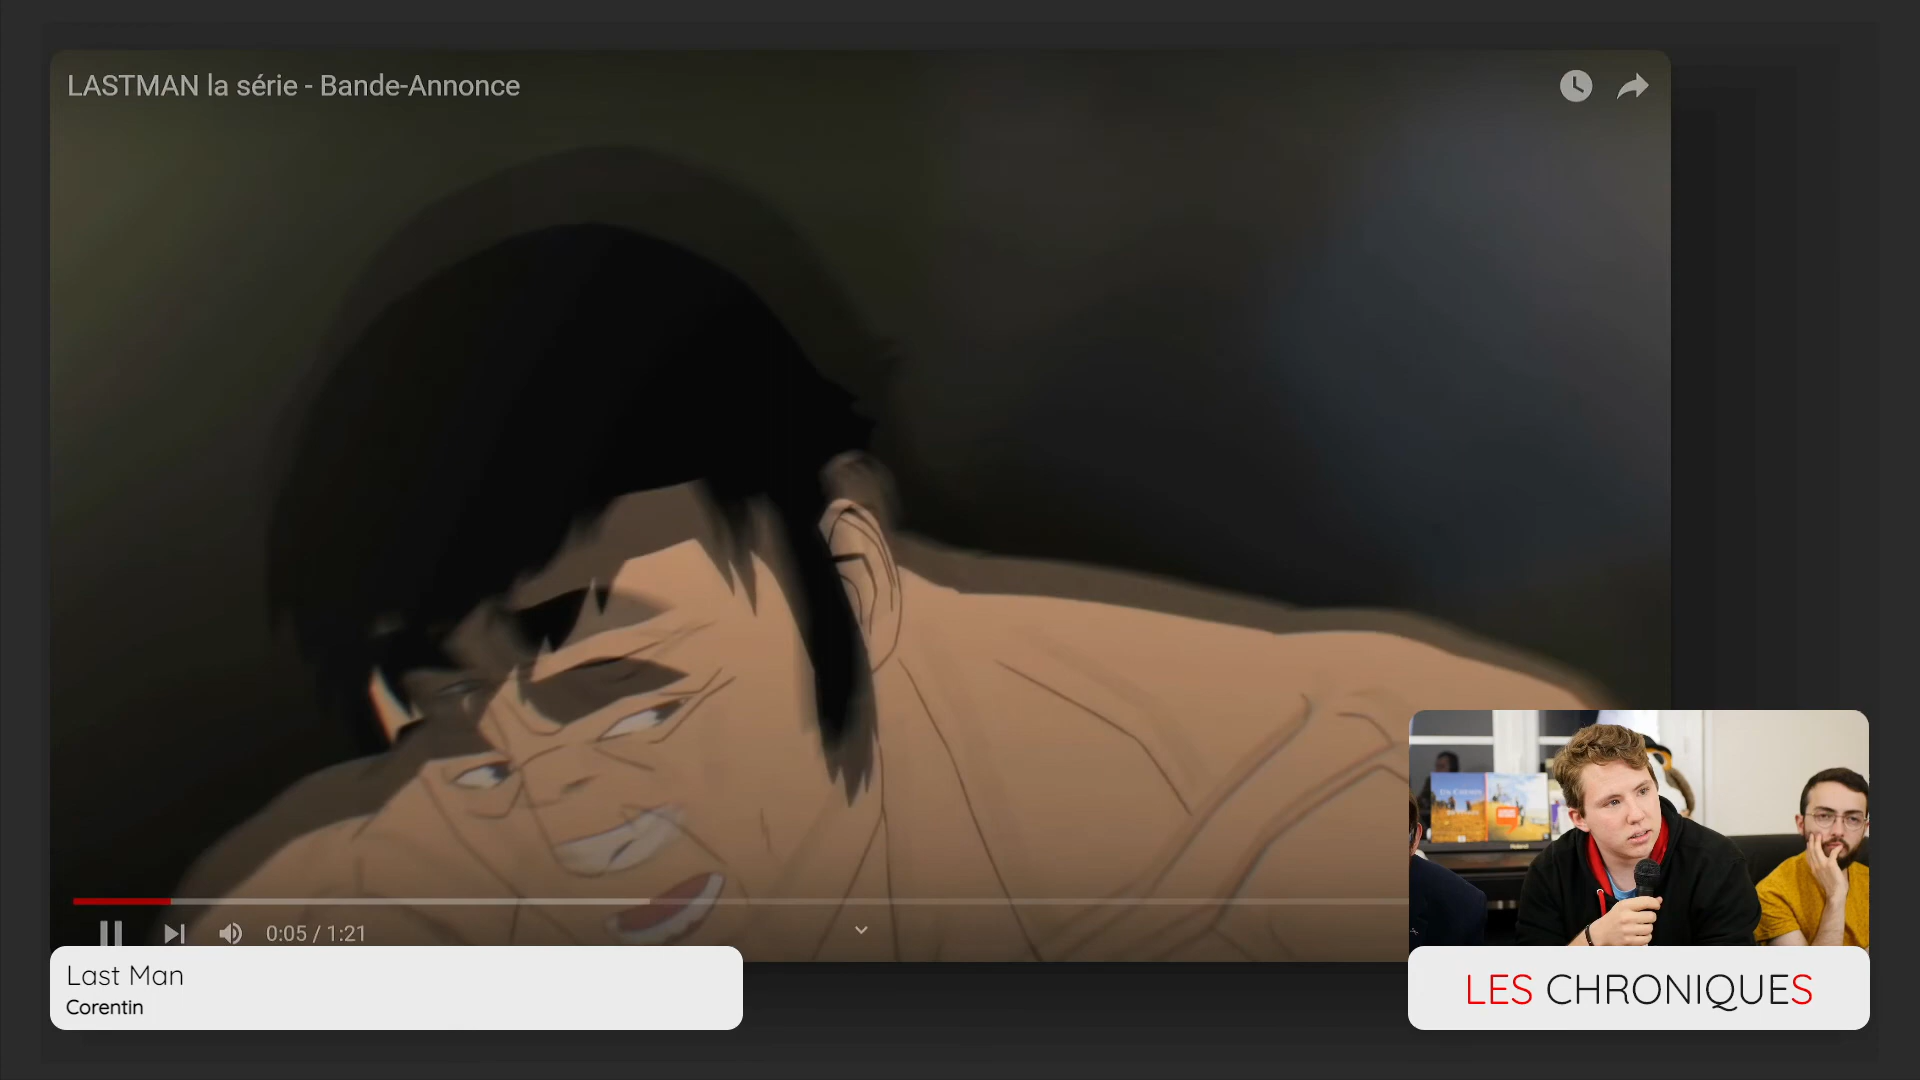 LASTMAN la série - Bande-Annonce
0:05 / 1:21
Last Man
Corentin
LES CHRONIQUES